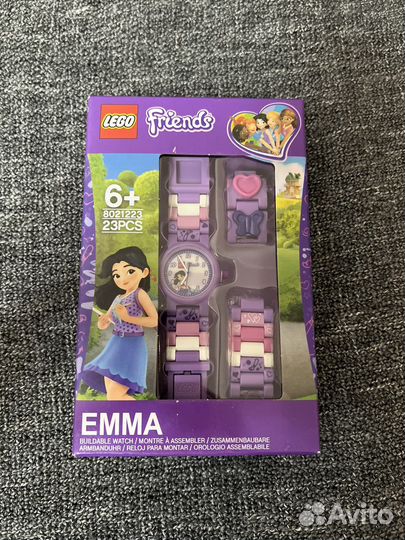 LEGO
Friends
6+
8021223
23PCS
EMMA
BUILDABLE WATCH / MONTRE À ASSEMBLER / ZUSAMMENBAUBARE
ARMBANDUHR / RELOJ PARA MONTAR / OROLOGIO ASSEMBLABILE
Avito